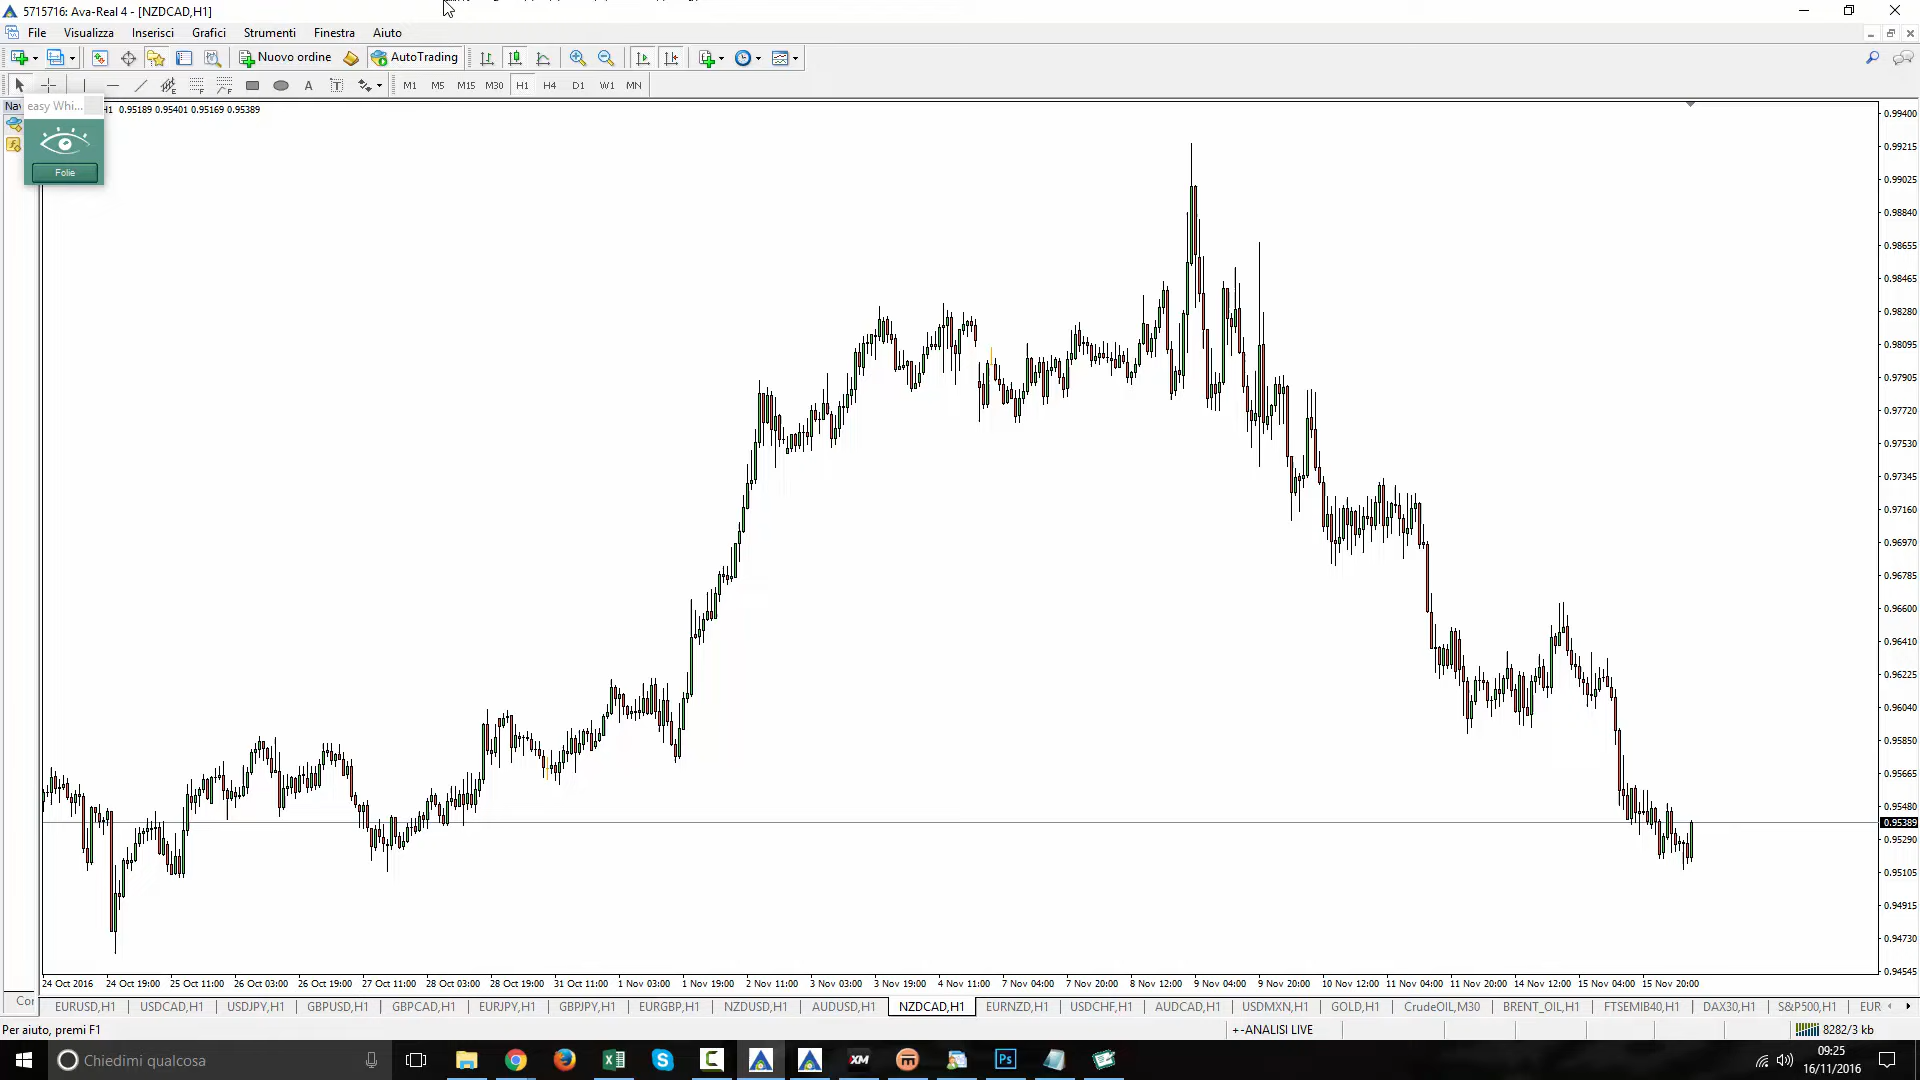 5715716: Ava-Real 4 - [NZDCAD,H1]
File Visualizza Inserisci Grafici Strumenti Finestra Aiuto
Nuovo ordine AutoTrading
A T M1 M5 M15 M30 H1 H4 D1 W1 MN
Nav easy Whi... H1 0.95189 0.95401 0.95169 0.95389
Folie
0.99400
0.99215
0.99025
0.98840
0.98655
0.98465
0.98280
0.98095
0.97905
0.97720
0.97530
0.97345
0.97160
0.96970
0.96785
0.96600
0.96410
0.96225
0.96040
0.95850
0.95665
0.95480
0.95389
0.95290
0.95105
0.94915
0.94730
0.94545
24 Oct 2016 24 Oct 19:00 25 Oct 11:00 26 Oct 03:00 26 Oct 19:00 27 Oct 11:00 28 Oct 03:00 28 Oct 19:00 31 Oct 11:00 1 Nov 03:00 1 Nov 19:00 2 Nov 11:00 3 Nov 03:00 3 Nov 19:00 4 Nov 11:00 7 Nov 04:00 7 Nov 20:00 8 Nov 12:00 9 Nov 04:00 9 Nov 20:00 10 Nov 12:00 11 Nov 04:00 11 Nov 20:00 14 Nov 12:00 15 Nov 04:00 15 Nov 20:00
Cor EURUSD,H1 USDCAD,H1 USDJPY,H1 GBPUSD,H1 GBPCAD,H1 EURJPY,H1 GBPJPY,H1 EURGBP,H1 NZDUSD,H1 AUDUSD,H1 NZDCAD,H1 EURNZD,H1 USDCHF,H1 AUDCAD,H1 USDMXN,H1 GOLD,H1 CrudeOIL,M30 BRENT_OIL,H1 FTSEMIB40,H1 DAX30,H1 S&P500,H1 EUR
Per aiuto, premi F1 +-ANALISI LIVE 8282/3 kb
Chiedimi qualcosa XM Ps 09:25
16/11/2016